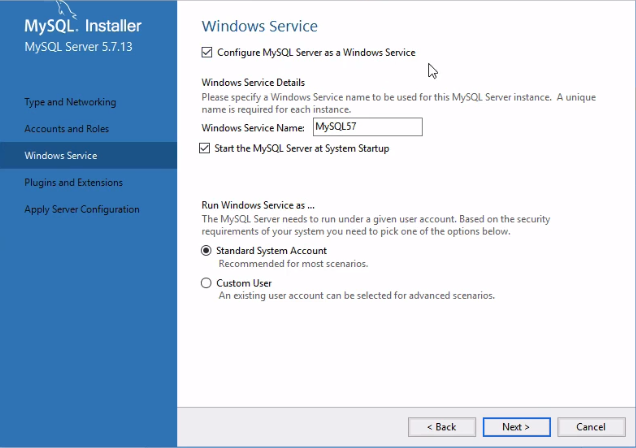 MySQL. Installer
MySQL Server 5.7.13
Type and Networking
Accounts and Roles
Windows Service
Plugins and Extensions
Apply Server Configuration
Windows Service
Configure MySQL Server as a Windows Service
Windows Service Details
Please specify a Windows Service name to be used for this MySQL Server instance. A unique
name is required for each instance.
Windows Service Name: MySQL57
Start the MySQL Server at System Startup
Run Windows Service as ...
The MySQL Server needs to run under a given user account. Based on the security
requirements of your system you need to pick one of the options below.
Standard System Account
Recommended for most scenarios.
Custom User
An existing user account can be selected for advanced scenarios.
< Back Next > Cancel